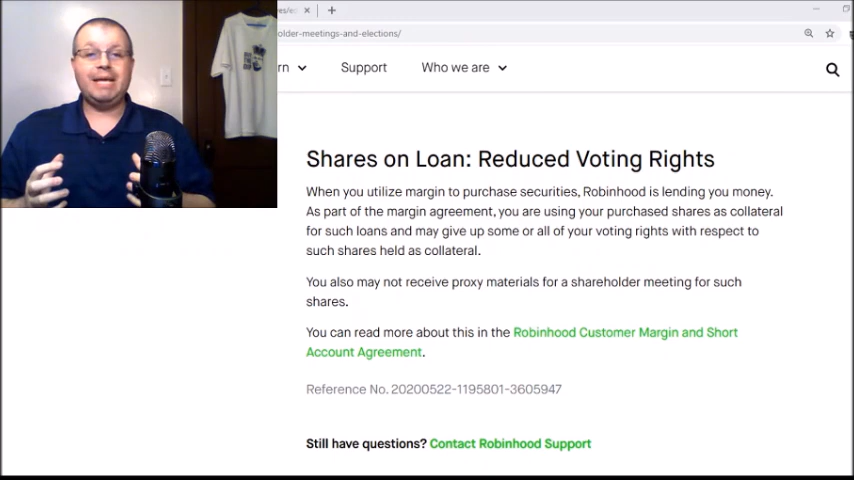 es/ed
older-meetings-and-elections/
rn
Support
Who we are
Shares on Loan: Reduced Voting Rights
When you utilize margin to purchase securities, Robinhood is lending you money.
As part of the margin agreement, you are using your purchased shares as collateral
for such loans and may give up some or all of your voting rights with respect to
such shares held as collateral.
You also may not receive proxy materials for a shareholder meeting for such
shares.
You can read more about this in the Robinhood Customer Margin and Short
Account Agreement.
Reference No. 20200522-1195801-3605947
Still have questions? Contact Robinhood Support